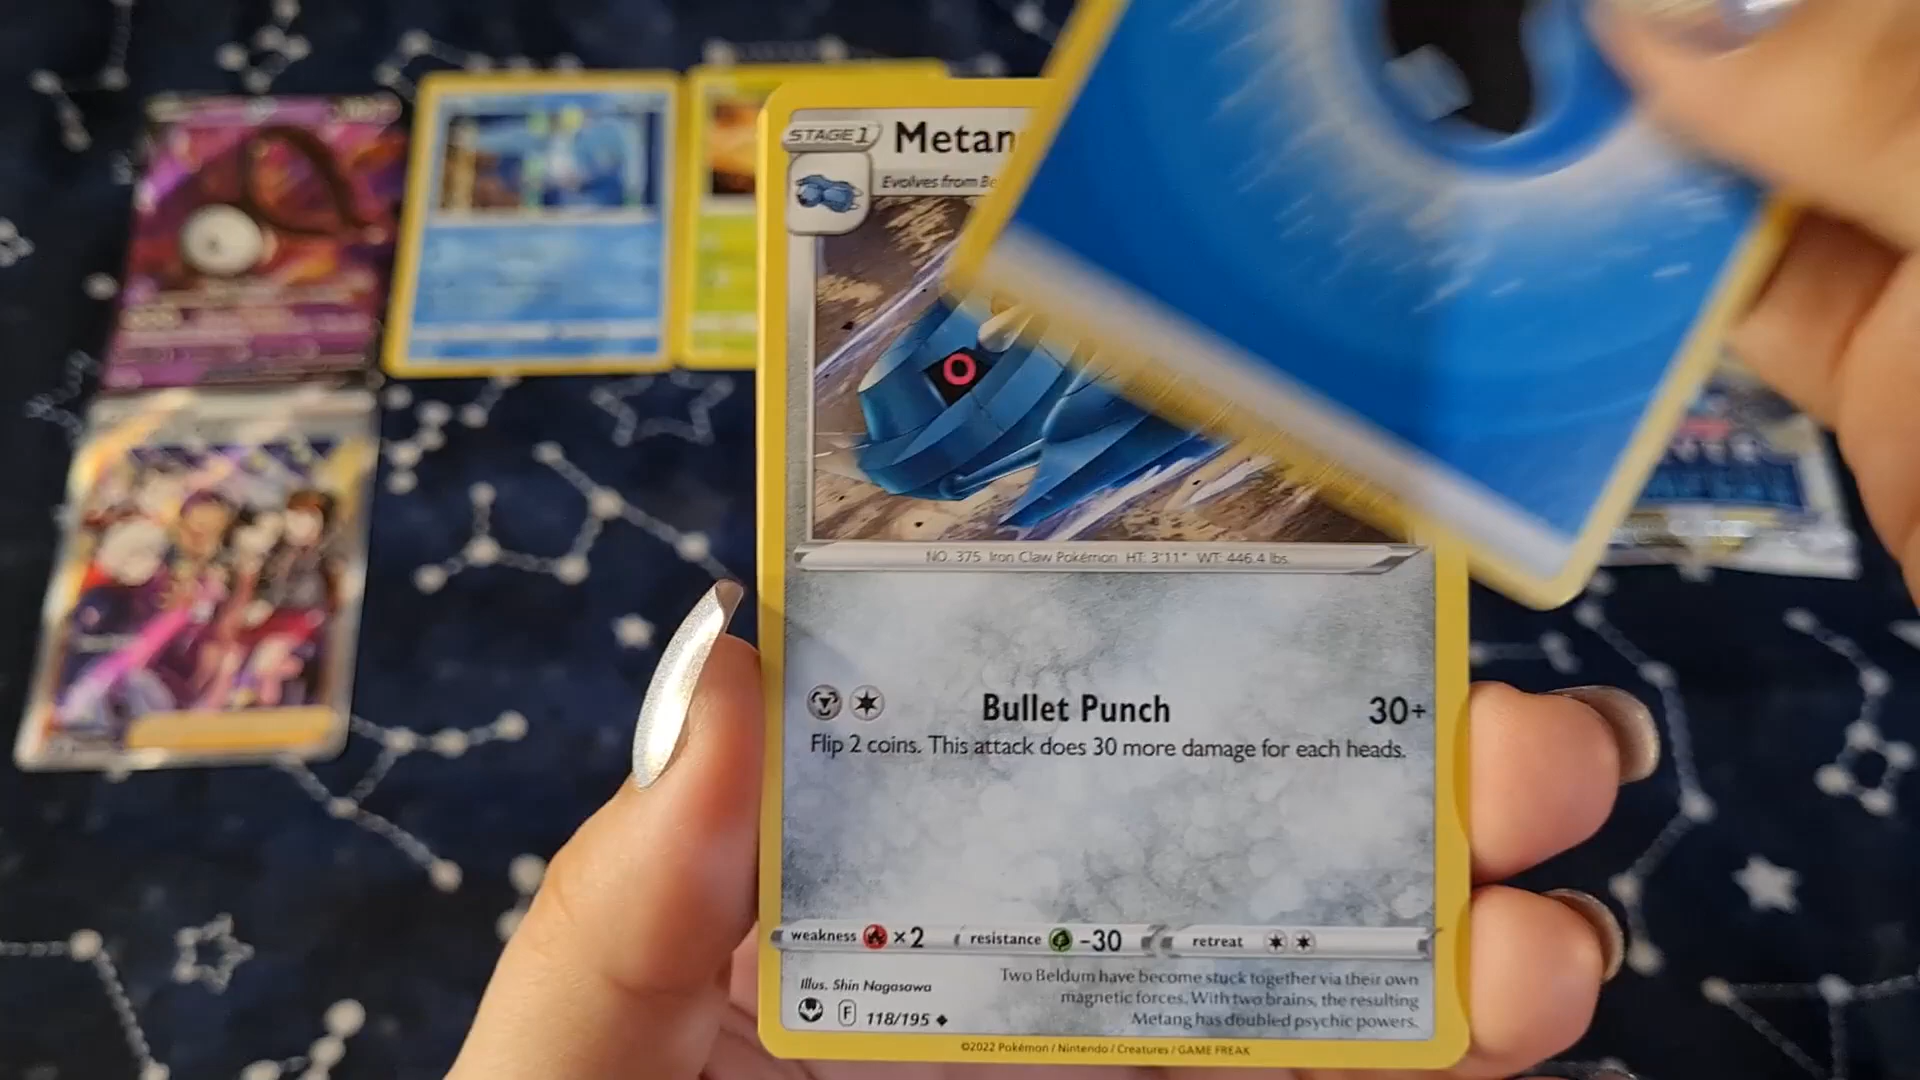 STAGE 1
Metan
Evolves from Be
NO. 375 Iron Claw Pokémon HT: 3'11" WT: 446.4 lbs.
Bullet Punch 30+
Flip 2 coins. This attack does 30 more damage for each heads.
weakness ×2 resistance -30 retreat
Illus. Shin Nagasawa
Two Beldum have become stuck together via their own
magnetic forces. With two brains, the resulting
Metang has doubled psychic powers.
F 118/195
©2022 Pokémon / Nintendo / Creatures / GAME FREAK